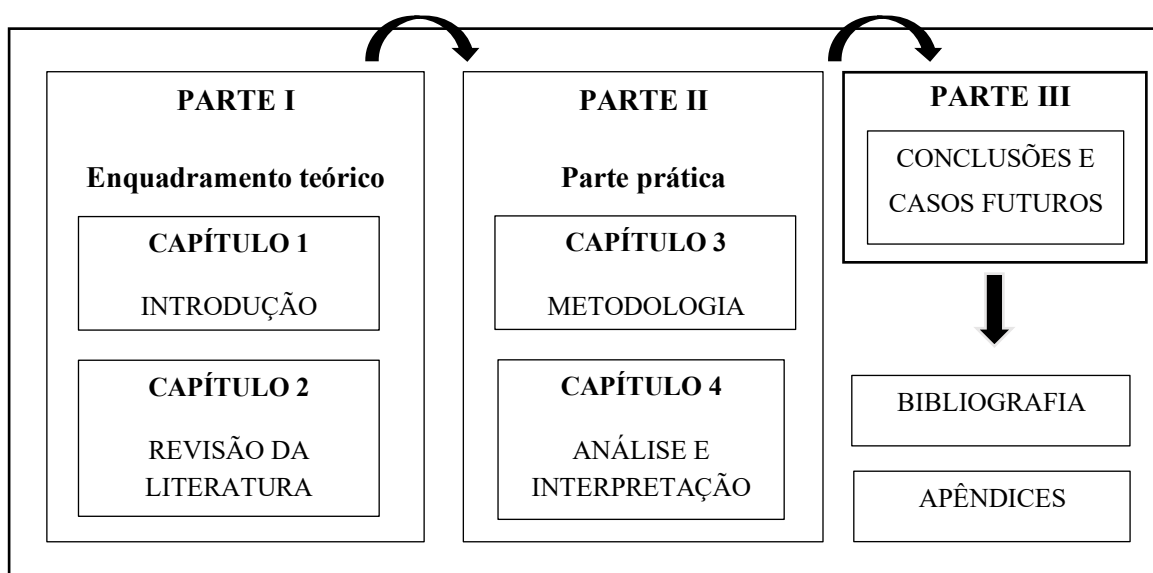 PARTE I
Enquadramento teórico
CAPÍTULO 1
INTRODUÇÃO
CAPÍTULO 2
REVISÃO DA
LITERATURA
PARTE II
Parte prática
CAPÍTULO 3
METODOLOGIA
CAPÍTULO 4
ANÁLISE E
INTERPRETAÇÃO
PARTE III
CONCLUSÕES E
CASOS FUTUROS
BIBLIOGRAFIA
APÊNDICES